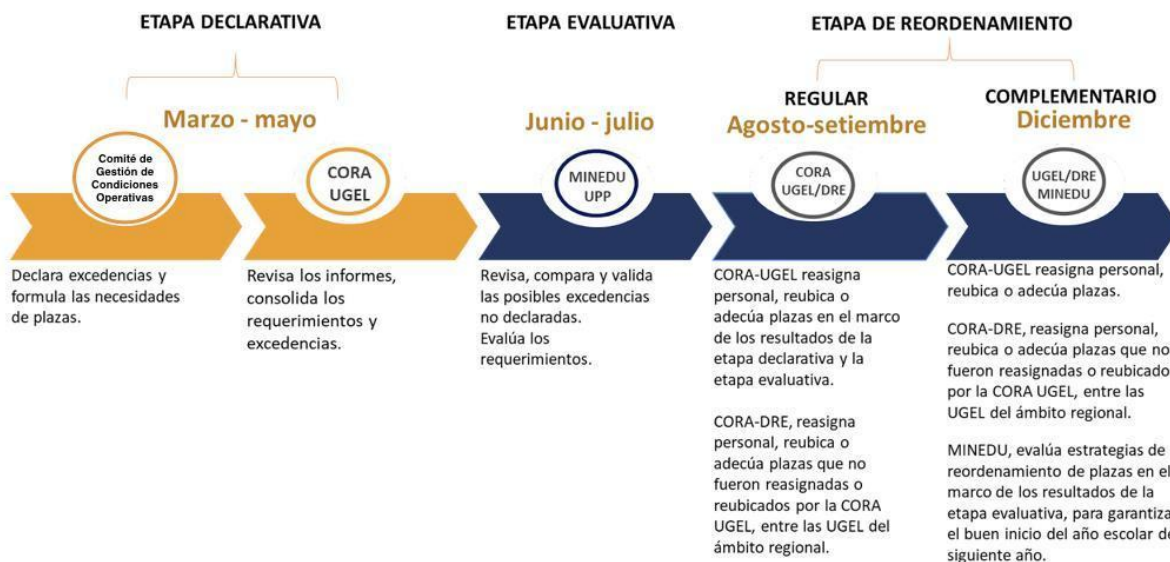 ETAPA DECLARATIVA
Marzo - mayo
Comité de
Gestión de
Condiciones
Operativas
Declara excedencias y
formula las necesidades
de plazas.
CORA
UGEL
Revisa los informes,
consolida los
requerimientos y
excedencias.
ETAPA EVALUATIVA
Junio - julio
MINEDU
UPP
Revisa, compara y valida
las posibles excedencias
no declaradas.
Evalúa los
requerimientos.
ETAPA DE REORDENAMIENTO
REGULAR
Agosto-setiembre
CORA
UGEL/DRE
CORA-UGEL reasigna
personal, reubica o
adecúa plazas en el marco
de los resultados de la
etapa declarativa y la
etapa evaluativa.
CORA-DRE, reasigna
personal, reubica o
adecúa plazas que no
fueron reasignadas o
reubicados por la CORA
UGEL, entre las UGEL del
ámbito regional.
COMPLEMENTARIO
Diciembre
UGEL/DRE
MINEDU
CORA-UGEL reasigna personal,
reubica o adecúa plazas.
CORA-DRE, reasigna personal,
reubica o adecúa plazas que no
fueron reasignadas o reubicado
por la CORA UGEL, entre las
UGEL del ámbito regional.
MINEDU, evalúa estrategias de
reordenamiento de plazas en el
marco de los resultados de la
etapa evaluativa, para garantiza
el buen inicio del año escolar de
siguiente año.